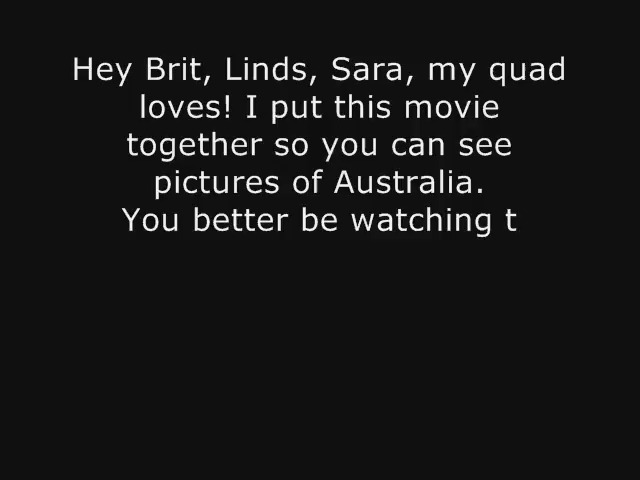 Hey Brit, Linds, Sara, my quad
loves! I put this movie
together so you can see
pictures of Australia.
You better be watching t